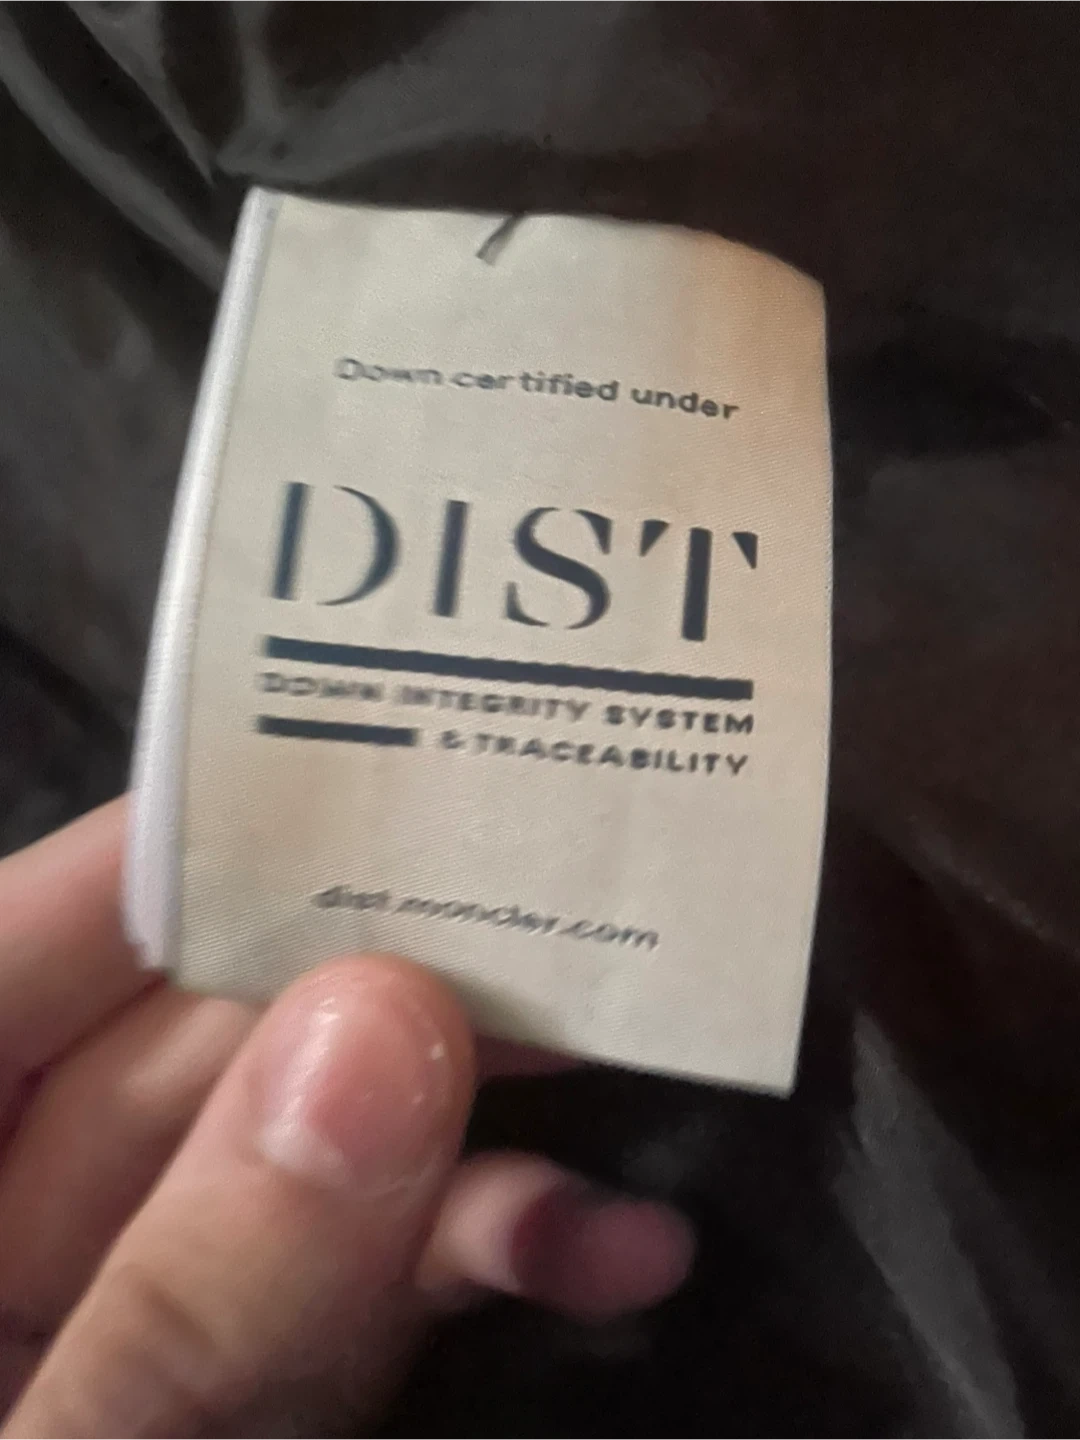 Down certified under
DIST
DOWN INTEGRITY SYSTEM
& TRACEABILITY
dist.moncler.com